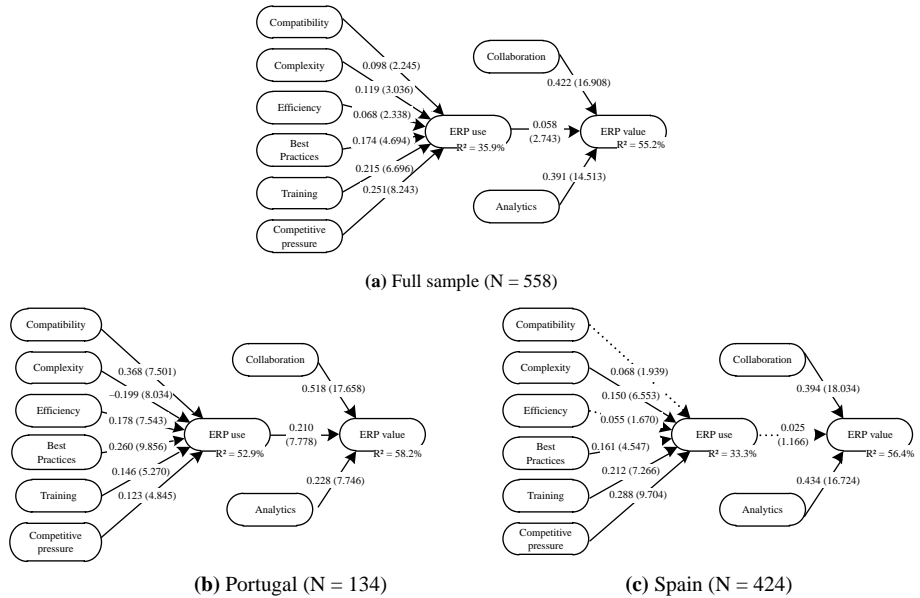 Compatibility
Complexity
Efficiency
Best
Practices
Training
Competitive
pressure
0.098 (2.245)
0.119 (3.036)
0.068 (2.338)
0.174 (4.694)
0.215 (6.696)
0.251(8.243)
ERP use
R² = 35.9%
0.058
(2.743)
Collaboration
0.422 (16.908)
ERP value
R² = 55.2%
0.391 (14.513)
Analytics
(a) Full sample (N = 558)
Compatibility
Complexity
Efficiency
Best
Practices
Training
Competitive
pressure
0.368 (7.501)
−0.199 (8.034)
0.178 (7.543)
0.260 (9.856)
0.146 (5.270)
0.123 (4.845)
ERP use
R² = 52.9%
0.210
(7.778)
Collaboration
0.518 (17.658)
ERP value
R² = 58.2%
0.228 (7.746)
Analytics
(b) Portugal (N = 134)
Compatibility
Complexity
Efficiency
Best
Practices
Training
Competitive
pressure
0.068 (1.939)
0.150 (6.553)
0.055 (1.670)
0.161 (4.547)
0.212 (7.266)
0.288 (9.704)
ERP use
R² = 33.3%
0.025
(1.166)
Collaboration
0.394 (18.034)
ERP value
R² = 56.4%
0.434 (16.724)
Analytics
(c) Spain (N = 424)